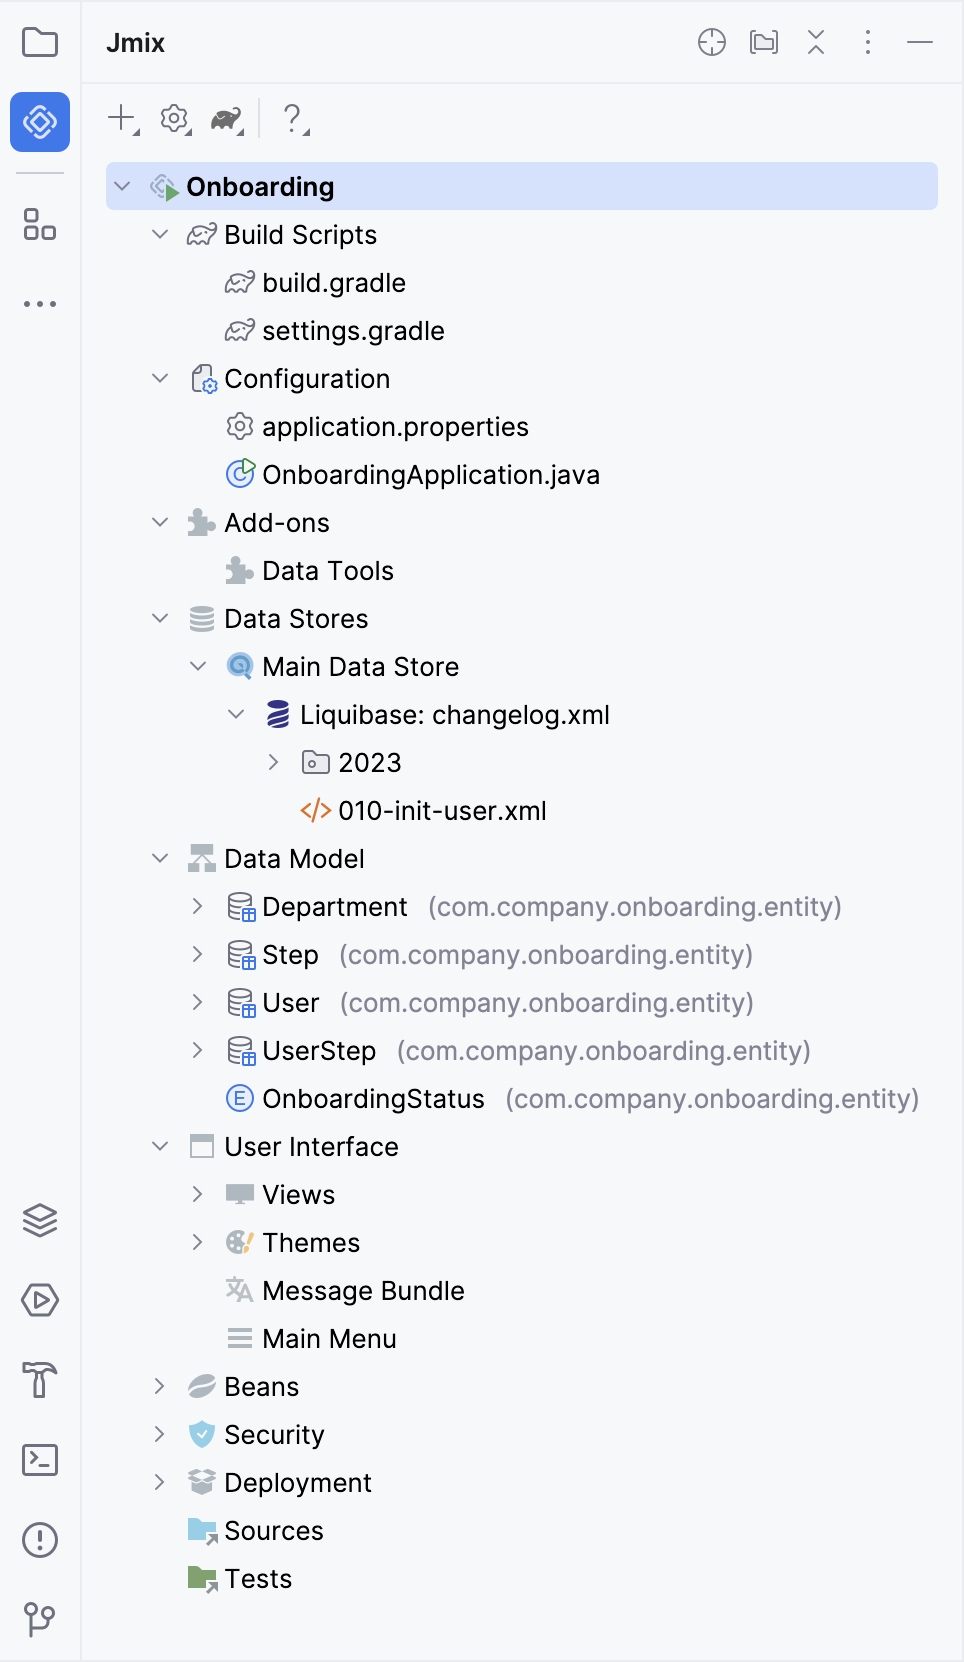 Jmix
Onboarding
Build Scripts
build.gradle
settings.gradle
Configuration
application.properties
OnboardingApplication.java
Add-ons
Data Tools
Data Stores
Main Data Store
Liquibase: changelog.xml
2023
010-init-user.xml
Data Model
Department (com.company.onboarding.entity)
Step (com.company.onboarding.entity)
User (com.company.onboarding.entity)
UserStep (com.company.onboarding.entity)
OnboardingStatus (com.company.onboarding.entity)
User Interface
Views
Themes
Message Bundle
Main Menu
Beans
Security
Deployment
Sources
Tests